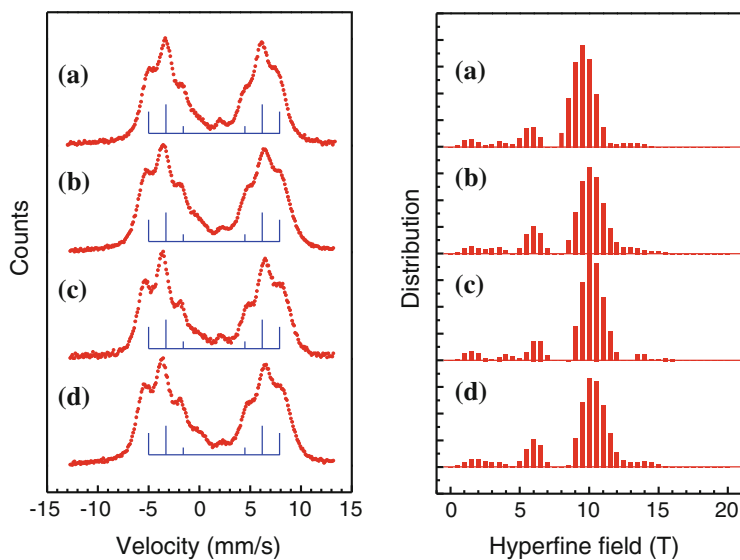 Counts
(a)
(b)
(c)
(d)
-15 -10 -5 0 5 10 15
Velocity (mm/s)
Distribution
(a)
(b)
(c)
(d)
0 5 10 15 20
Hyperfine field (T)